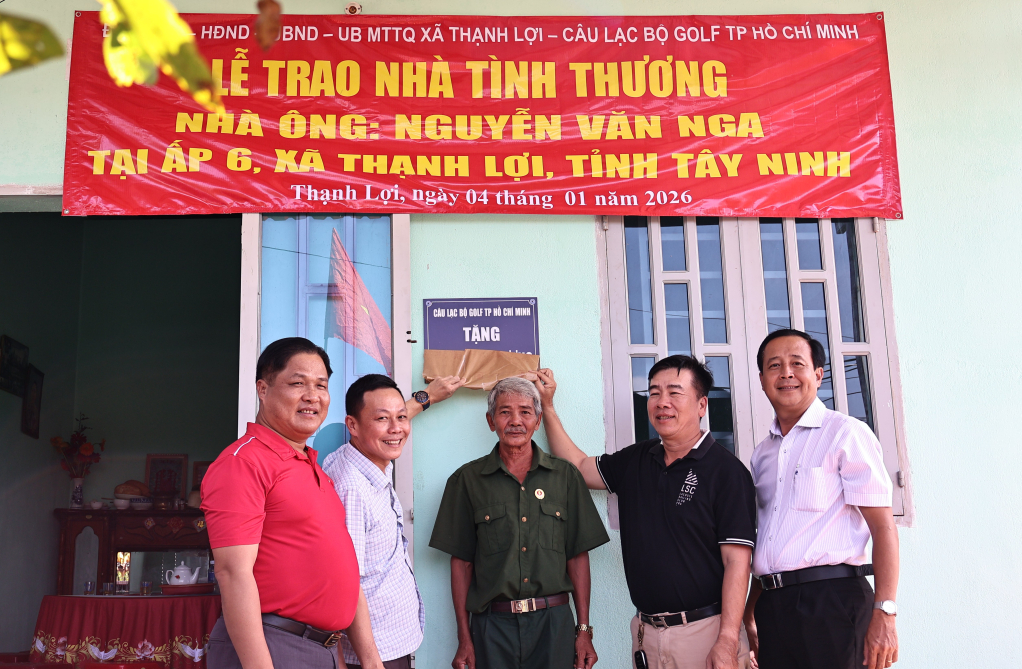 – HĐND – UBND – UB MTTQ XÃ THẠNH LỢI – CÂU LẠC BỘ GOLF TP HỒ CHÍ MINH
LỄ TRAO NHÀ TÌNH THƯƠNG
NHÀ ÔNG: NGUYỄN VĂN NGA
TẠI ẤP 6, XÃ THẠNH LỢI, TỈNH TÂY NINH
Thạnh Lợi, ngày 04 tháng 01 năm 2026
CÂU LẠC BỘ GOLF TP HỒ CHÍ MINH
TẶNG
LSC